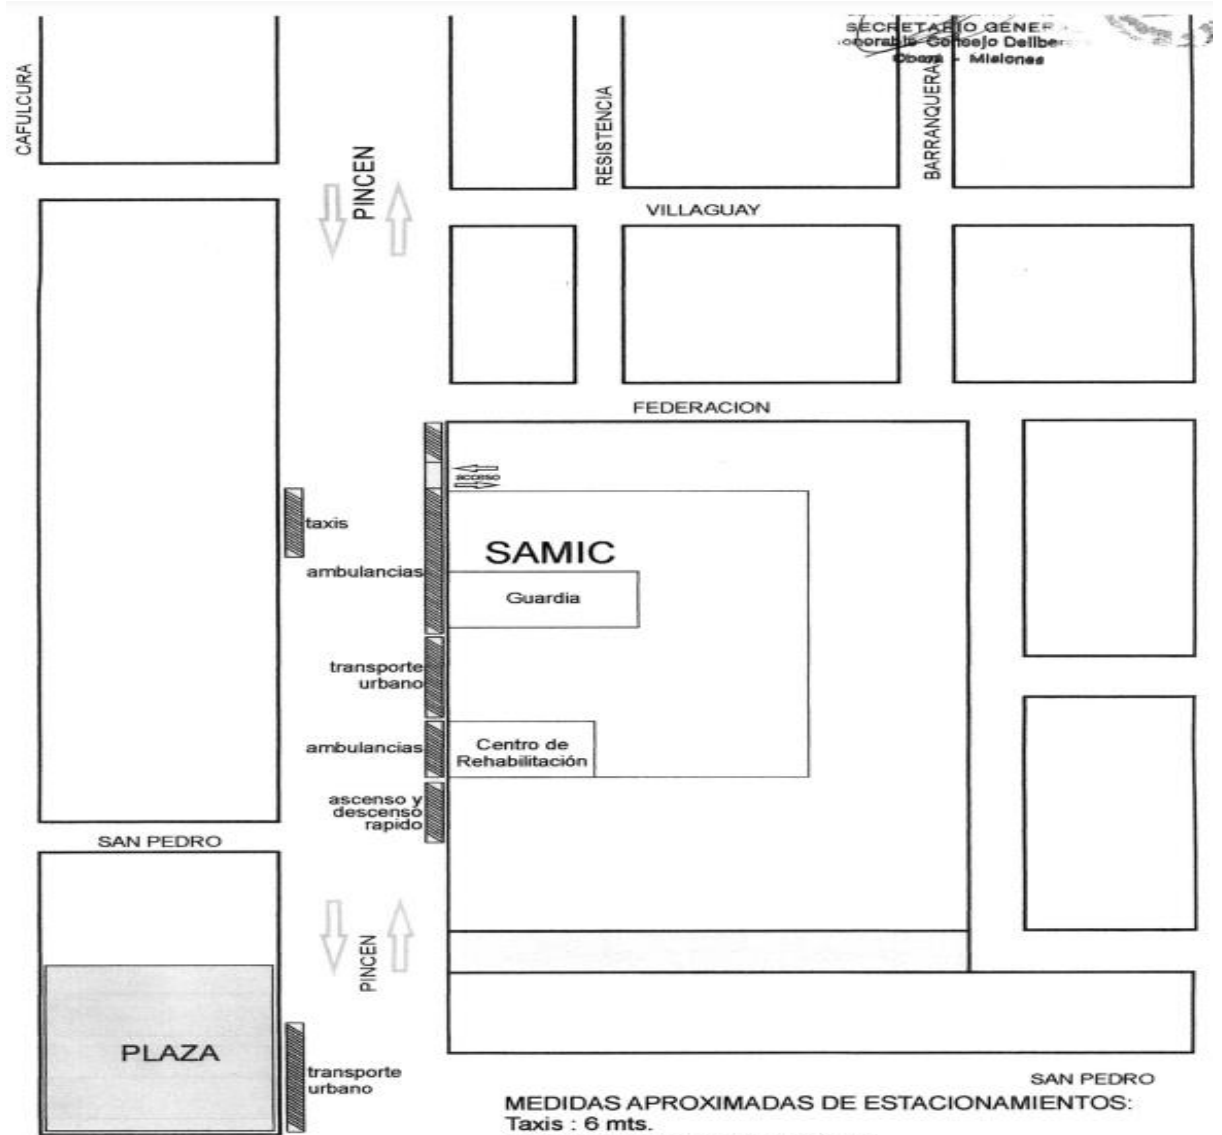 SECRETARIO GENER
Consejo Deliber
Misiones
CAFULCURA
PINCEN
RESISTENCIA
BARRANQUERA
VILLAGUAY
FEDERACION
acceso
taxis
SAMIC
ambulancias
Guardia
transporte
urbano
ambulancias
Centro de
Rehabilitación
ascenso y
descenso
rapido
SAN PEDRO
PINCEN
PLAZA
transporte
urbano
SAN PEDRO
MEDIDAS APROXIMADAS DE ESTACIONAMIENTOS:
Taxis : 6 mts.